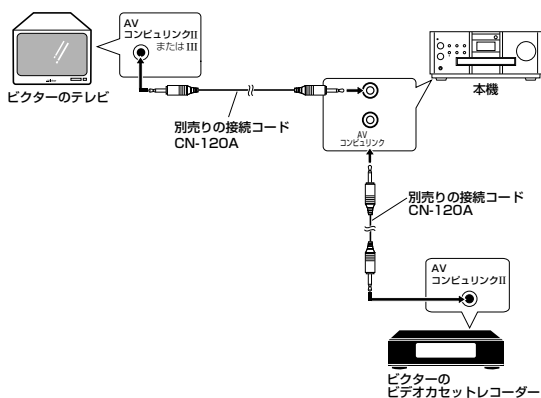 AV
コンピュリンクII
または III
ビクターのテレビ
別売りの接続コード
CN-120A
AV
コンピュリンク
本機
別売りの接続コード
CN-120A
AV
コンピュリンクII
ビクターの
ビデオカセットレコーダー